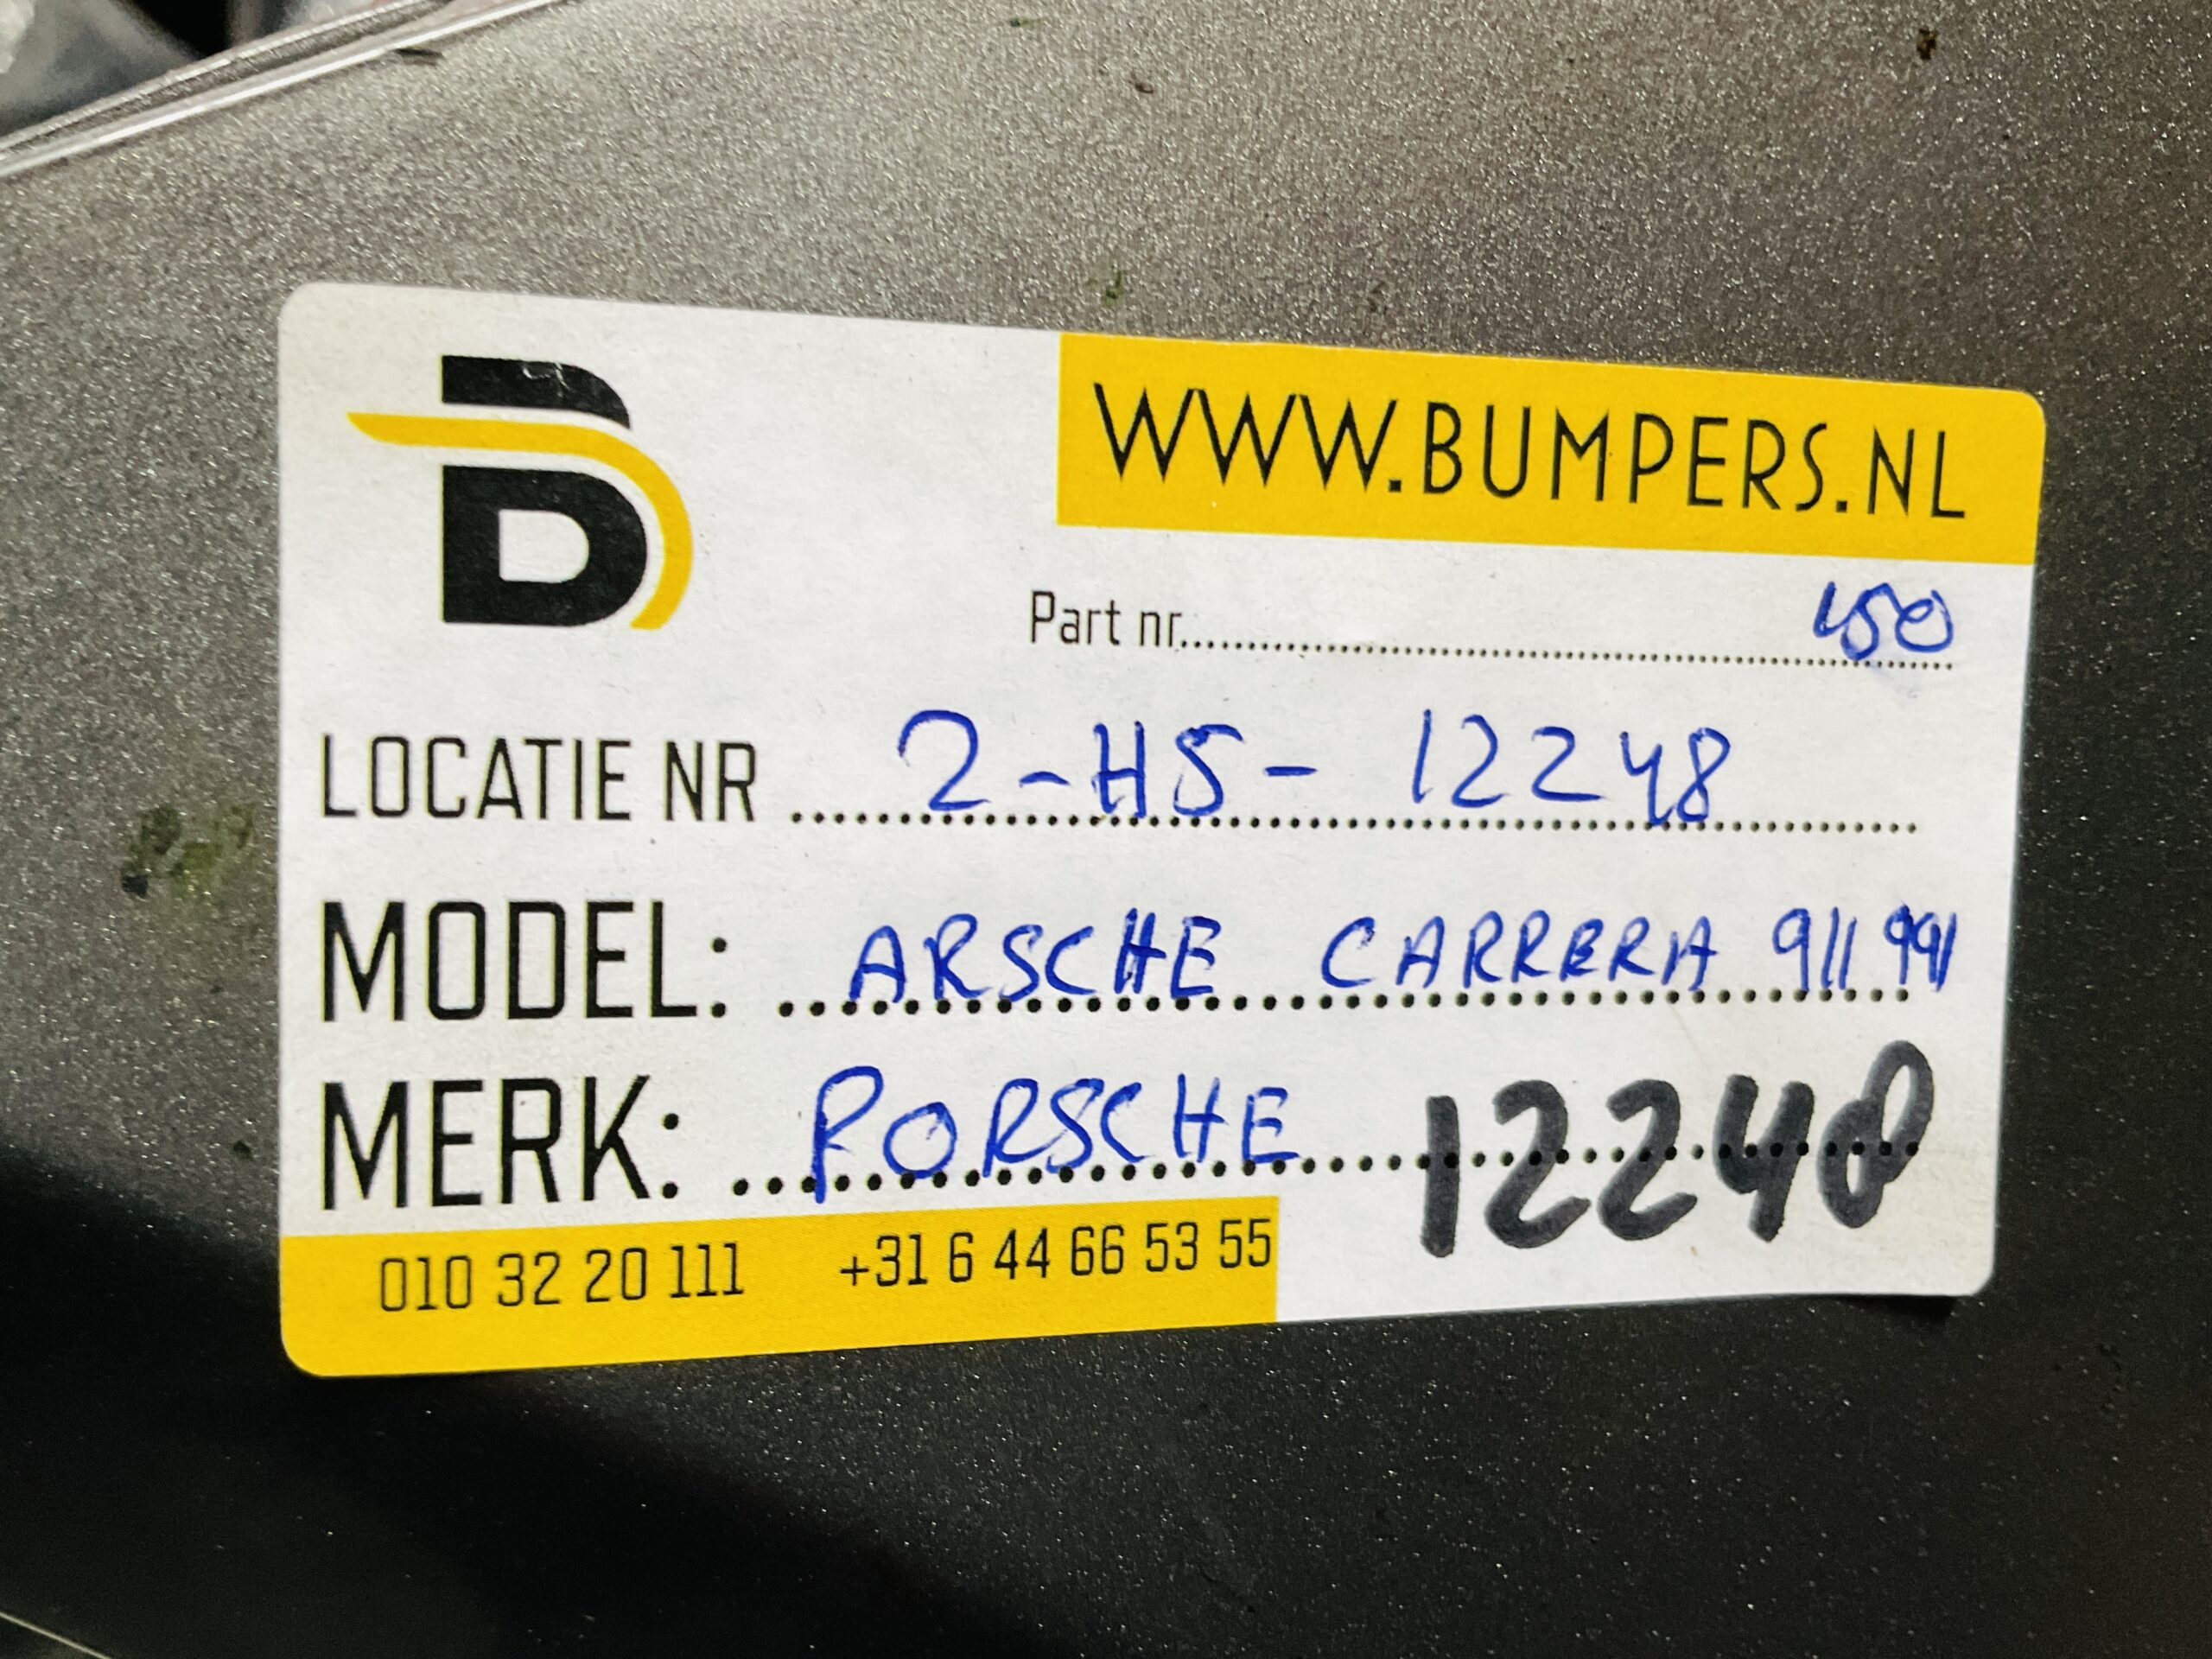 B
WWW.BUMPERS.NL
Part nr. 450
LOCATIE NR 2-HS- 12248
MODEL: ARSCHE CARRERA 911 991
MERK: PORSCHE 12248
010 32 20 111 +31 6 44 66 53 55